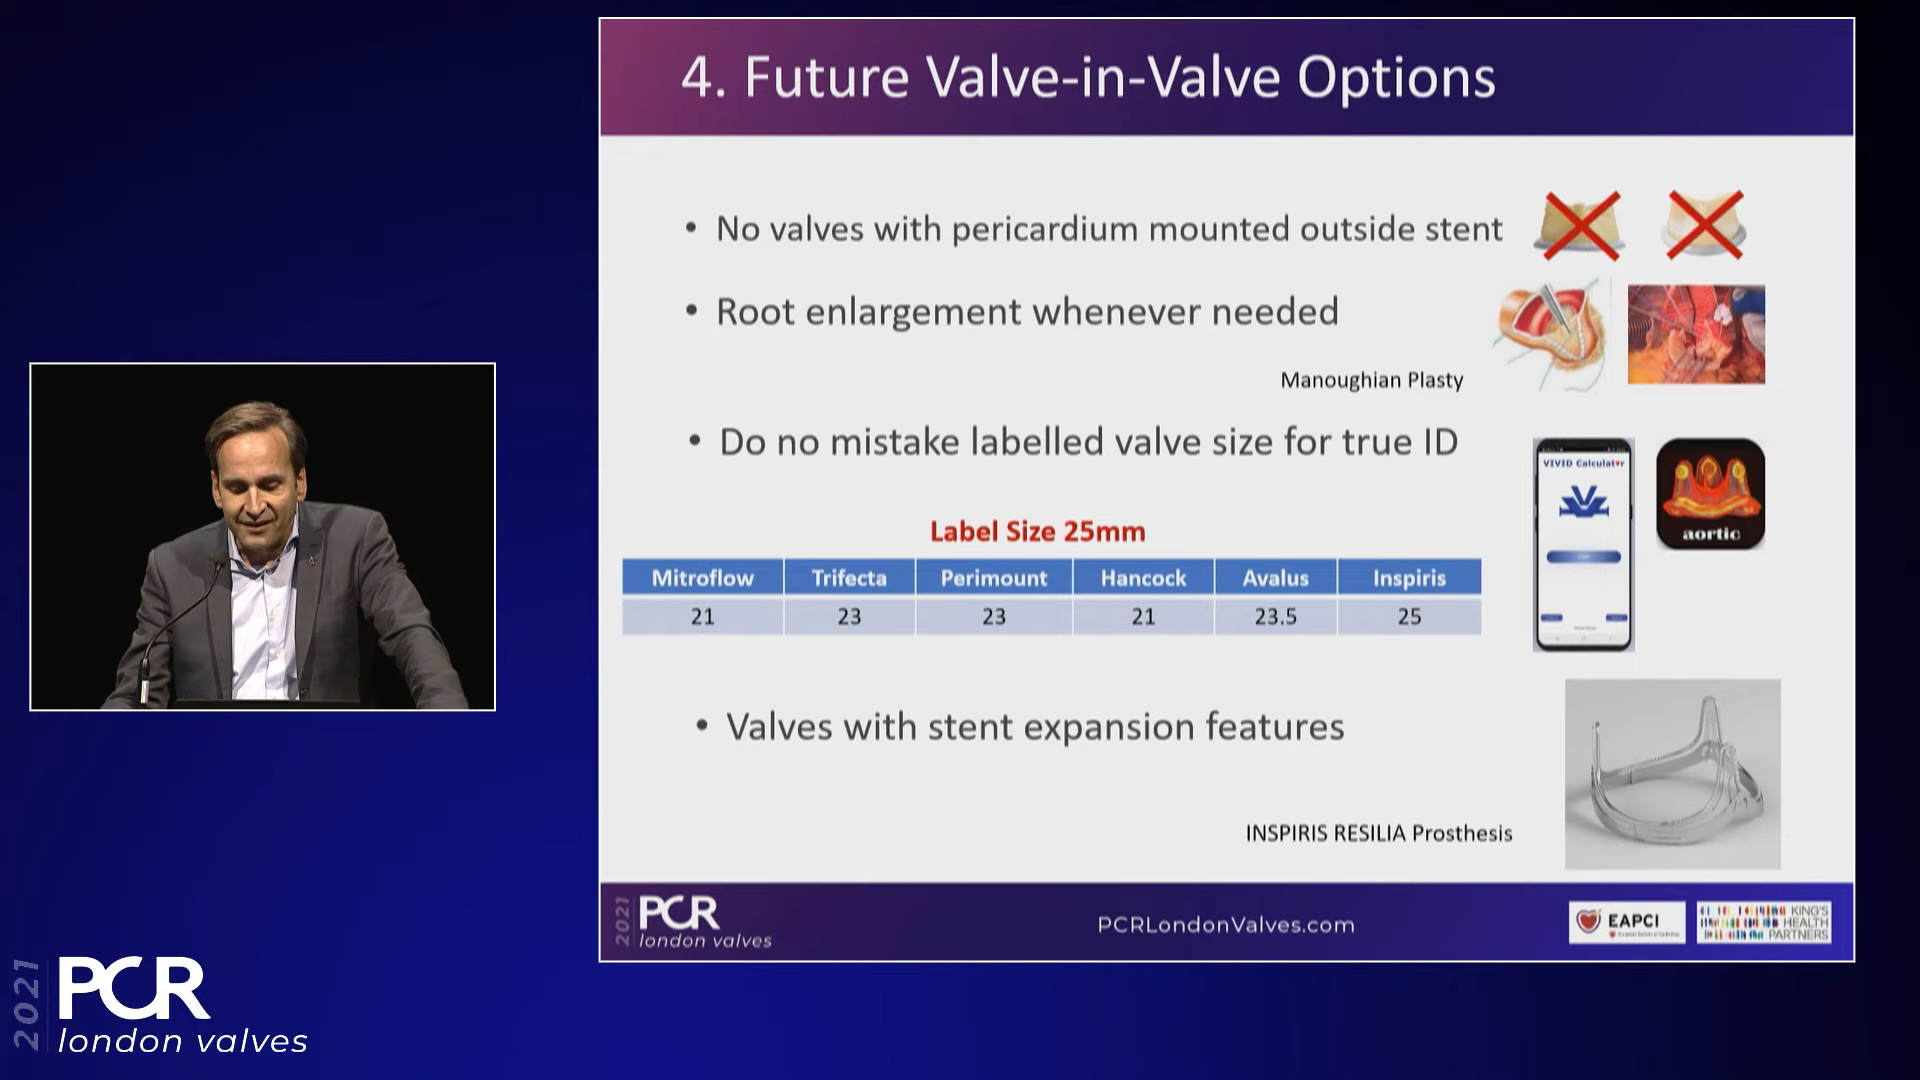 4. Future Valve-in-Valve Options
• No valves with pericardium mounted outside stent
• Root enlargement whenever needed
Manoughian Plasty
• Do no mistake labelled valve size for true ID
VIVID Calculat♥r
aortic
Label Size 25mm
Mitroflow Trifecta Perimount Hancock Avalus Inspiris
21 23 23 21 23.5 25
• Valves with stent expansion features
INSPIRIS RESILIA Prosthesis
2021 PCR
london valves
PCRLondonValves.com
EAPCI
KING'S
HEALTH
PARTNERS
2021 PCR
london valves